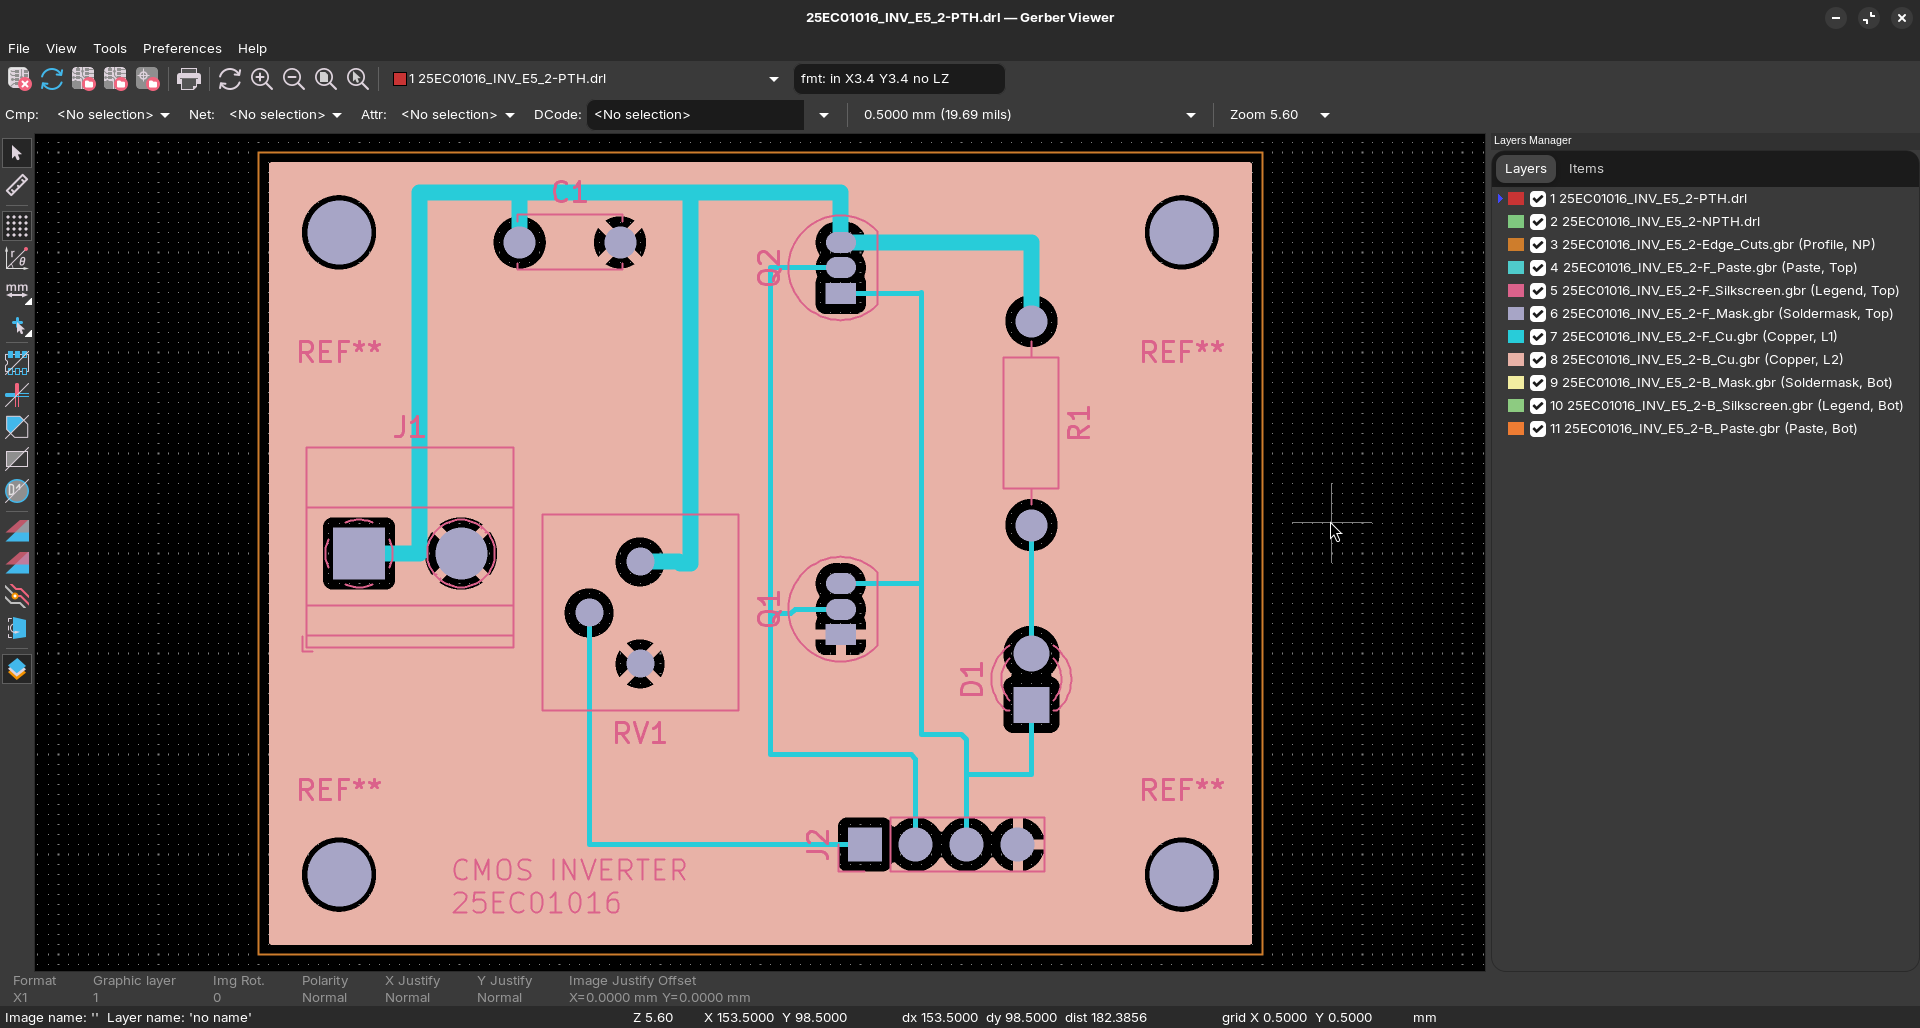 25EC01016_INV_E5_2-PTH.drl — Gerber Viewer
File View Tools Preferences Help
1 25EC01016_INV_E5_2-PTH.drl fmt: in X3.4 Y3.4 no LZ
Cmp: <No selection> Net: <No selection> Attr: <No selection> DCode: <No selection> 0.5000 mm (19.69 mils) Zoom 5.60
Layers Manager
Layers Items
1 25EC01016_INV_E5_2-PTH.drl
2 25EC01016_INV_E5_2-NPTH.drl
3 25EC01016_INV_E5_2-Edge_Cuts.gbr (Profile, NP)
4 25EC01016_INV_E5_2-F_Paste.gbr (Paste, Top)
5 25EC01016_INV_E5_2-F_Silkscreen.gbr (Legend, Top)
6 25EC01016_INV_E5_2-F_Mask.gbr (Soldermask, Top)
7 25EC01016_INV_E5_2-F_Cu.gbr (Copper, L1)
8 25EC01016_INV_E5_2-B_Cu.gbr (Copper, L2)
9 25EC01016_INV_E5_2-B_Mask.gbr (Soldermask, Bot)
10 25EC01016_INV_E5_2-B_Silkscreen.gbr (Legend, Bot)
11 25EC01016_INV_E5_2-B_Paste.gbr (Paste, Bot)
mm
C1
Q2
REF** REF**
J1
R1
Q1
D1
RV1
REF** REF**
J2
CMOS INVERTER
25EC01016
Format Graphic layer Img Rot. Polarity X Justify Y Justify Image Justify Offset
X1 1 0 Normal Normal Normal X=0.0000 mm Y=0.0000 mm
Image name: '' Layer name: 'no name' Z 5.60 X 153.5000 Y 98.5000 dx 153.5000 dy 98.5000 dist 182.3856 grid X 0.5000 Y 0.5000 mm